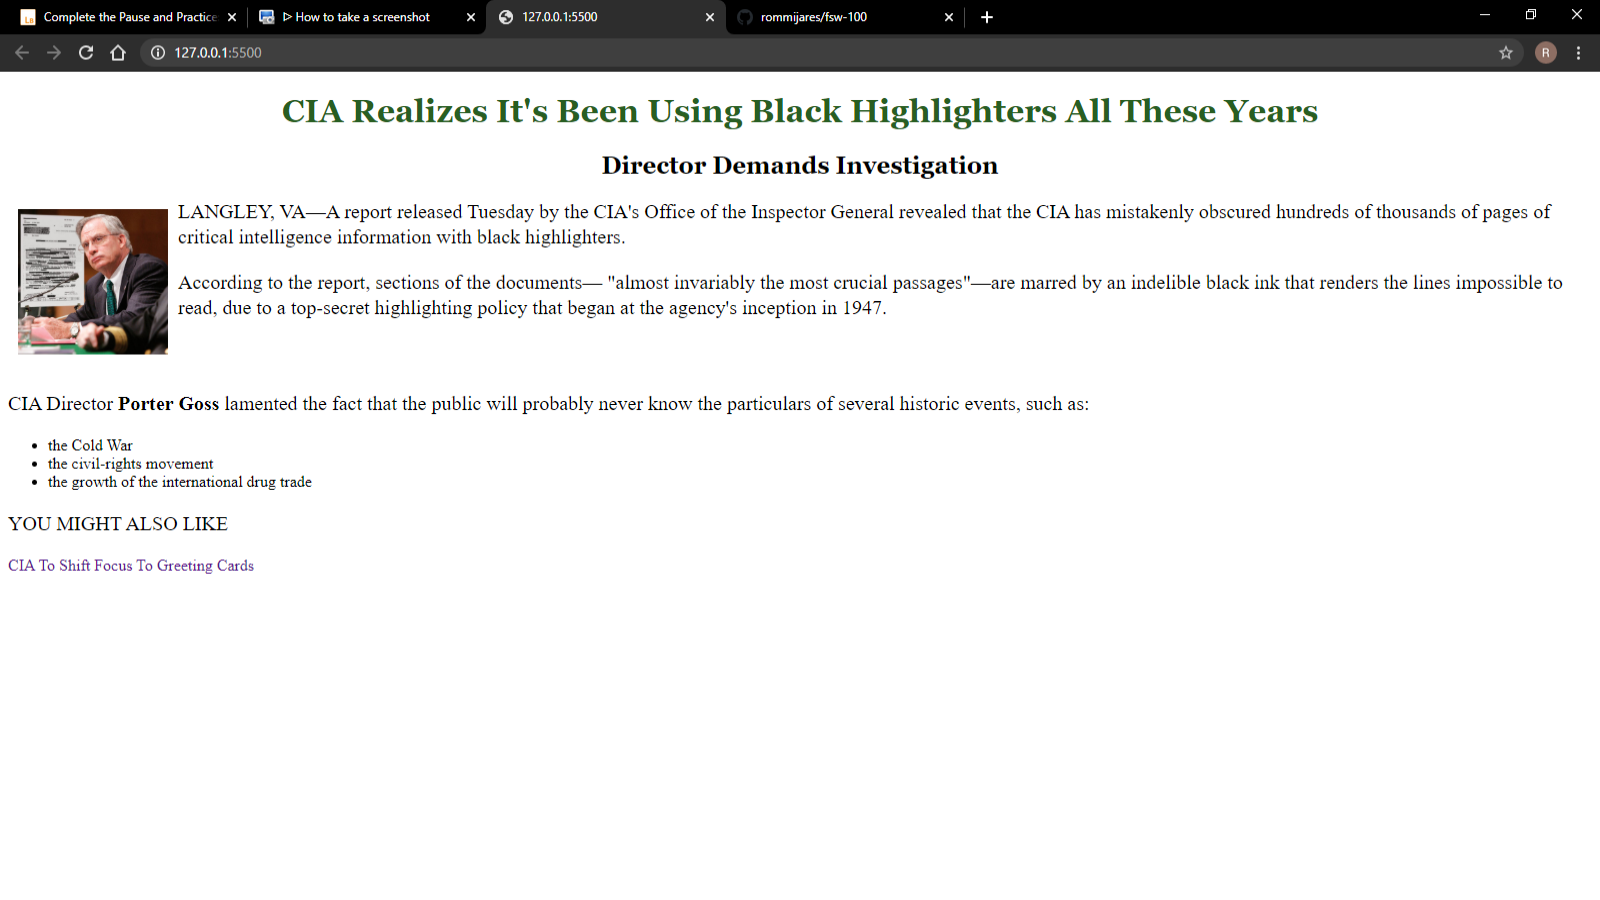 Complete the Pause and Practice
▷ How to take a screenshot
127.0.0.1:5500
rommijares/fsw-100
127.0.0.1:5500
R
CIA Realizes It's Been Using Black Highlighters All These Years
Director Demands Investigation
LANGLEY, VA—A report released Tuesday by the CIA's Office of the Inspector General revealed that the CIA has mistakenly obscured hundreds of thousands of pages of
critical intelligence information with black highlighters.
According to the report, sections of the documents— "almost invariably the most crucial passages"—are marred by an indelible black ink that renders the lines impossible to
read, due to a top-secret highlighting policy that began at the agency's inception in 1947.
CIA Director Porter Goss lamented the fact that the public will probably never know the particulars of several historic events, such as:
• the Cold War
• the civil-rights movement
• the growth of the international drug trade
YOU MIGHT ALSO LIKE
CIA To Shift Focus To Greeting Cards